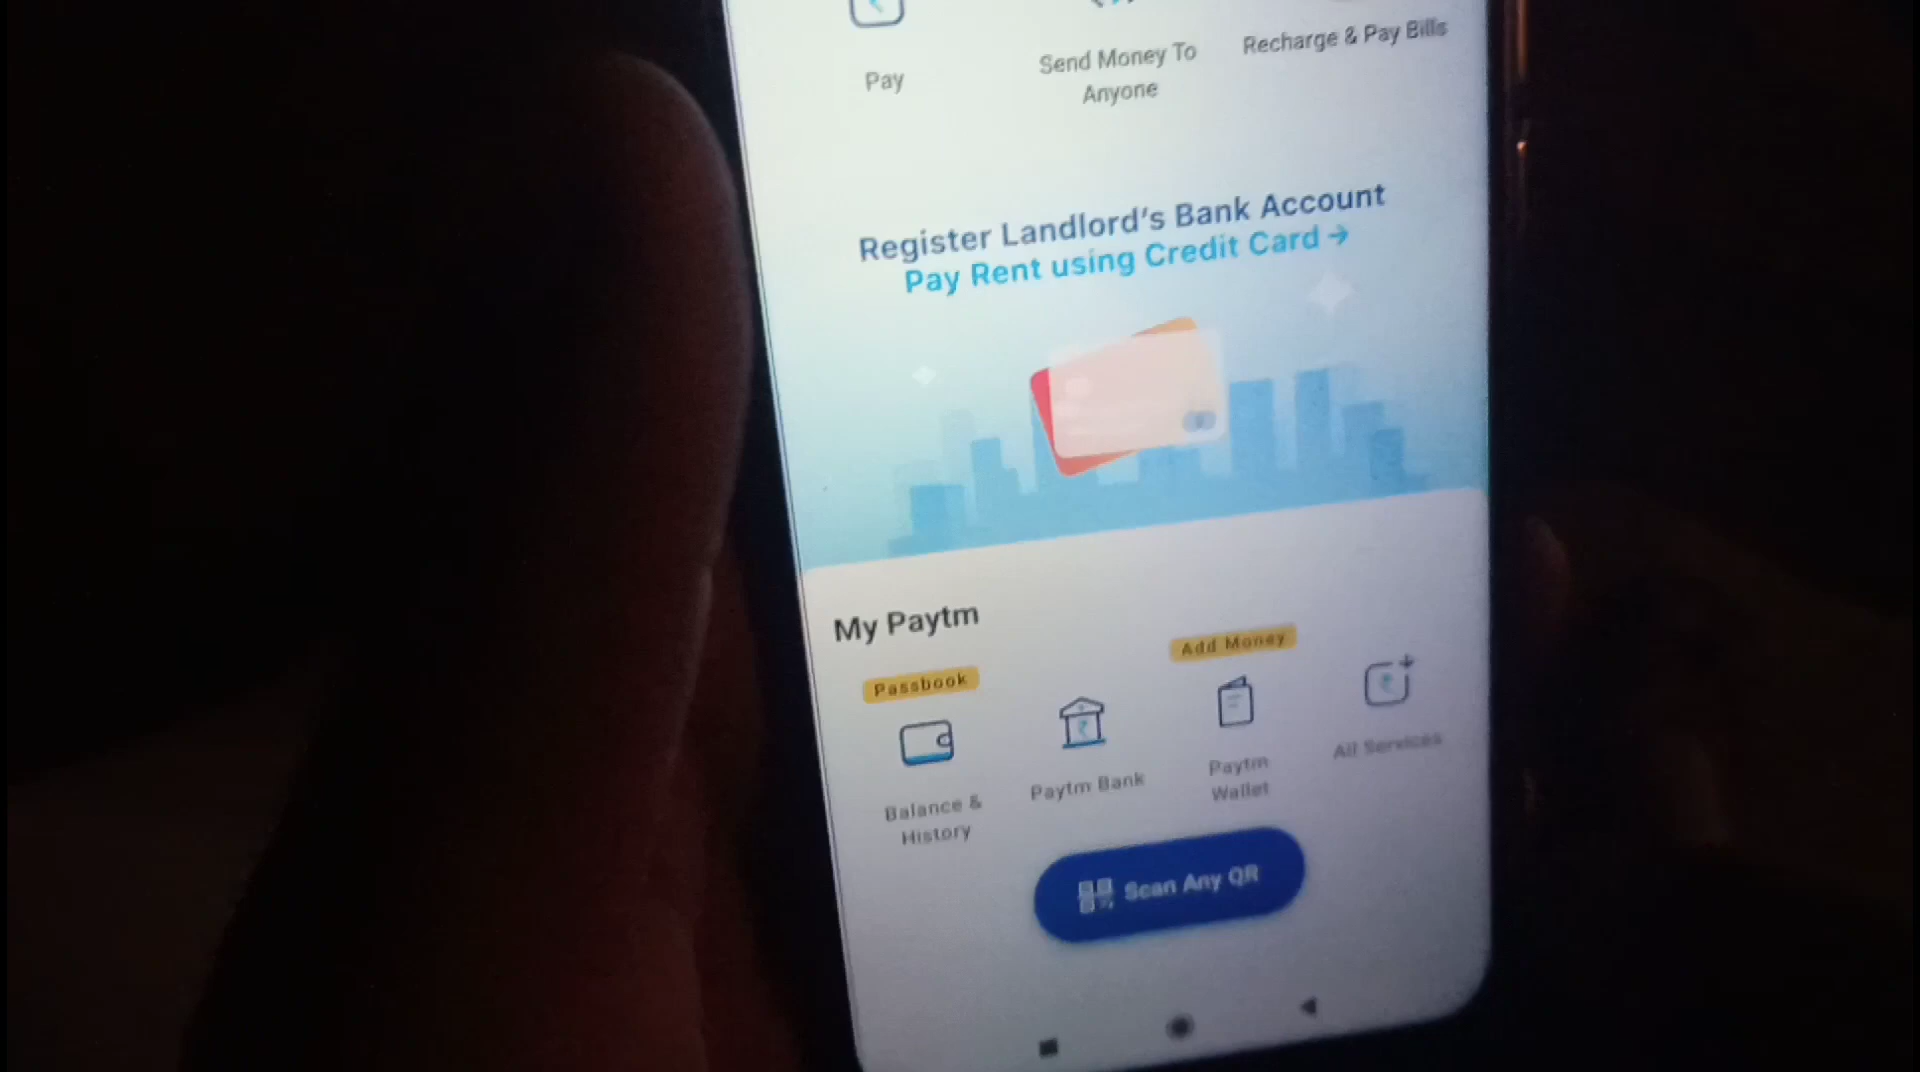 Pay
Send Money To
Anyone
Recharge & Pay Bills
Register Landlord's Bank Account
Pay Rent using Credit Card →
My Paytm
Passbook
Balance &
History
Paytm Bank
Add Money
Paytm
Wallet
All Services
Scan Any QR